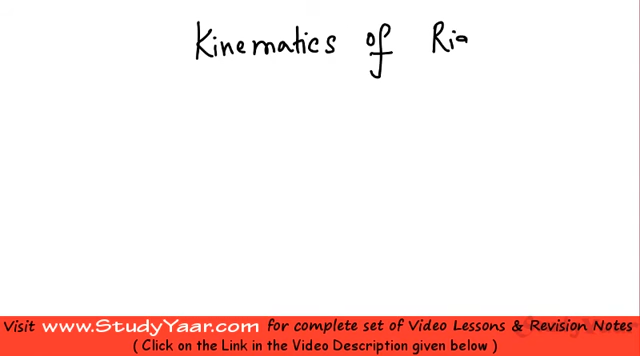 Kinematics of Ria
Visit www.StudyYaar.com for complete set of Video Lessons & Revision Notes
( Click on the Link in the Video Description given below )